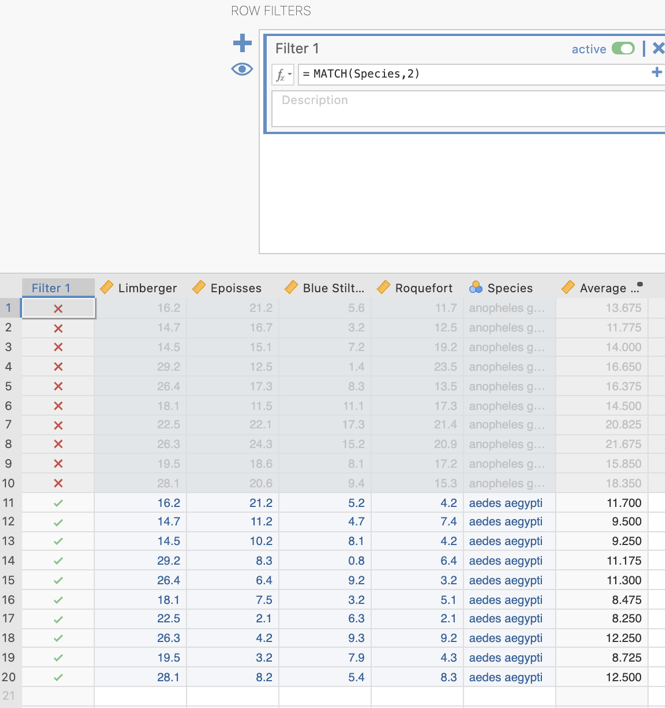 ROW FILTERS
Filter 1 active
fx = MATCH(Species,2)
Description
Filter 1 Limberger Epoisses Blue Stilt... Roquefort Species Average ...
1 16.2 21.2 5.6 11.7 anopheles g... 13.675
2 14.7 16.7 3.2 12.5 anopheles g... 11.775
3 14.5 15.1 7.2 19.2 anopheles g... 14.000
4 29.2 12.5 1.4 23.5 anopheles g... 16.650
5 26.4 17.3 8.3 13.5 anopheles g... 16.375
6 18.1 11.5 11.1 17.3 anopheles g... 14.500
7 22.5 22.1 17.3 21.4 anopheles g... 20.825
8 26.3 24.3 15.2 20.9 anopheles g... 21.675
9 19.5 18.6 8.1 17.2 anopheles g... 15.850
10 28.1 20.6 9.4 15.3 anopheles g... 18.350
11 16.2 21.2 5.2 4.2 aedes aegypti 11.700
12 14.7 11.2 4.7 7.4 aedes aegypti 9.500
13 14.5 10.2 8.1 4.2 aedes aegypti 9.250
14 29.2 8.3 0.8 6.4 aedes aegypti 11.175
15 26.4 6.4 9.2 3.2 aedes aegypti 11.300
16 18.1 7.5 3.2 5.1 aedes aegypti 8.475
17 22.5 2.1 6.3 2.1 aedes aegypti 8.250
18 26.3 4.2 9.3 9.2 aedes aegypti 12.250
19 19.5 3.2 7.9 4.3 aedes aegypti 8.725
20 28.1 8.2 5.4 8.3 aedes aegypti 12.500
21